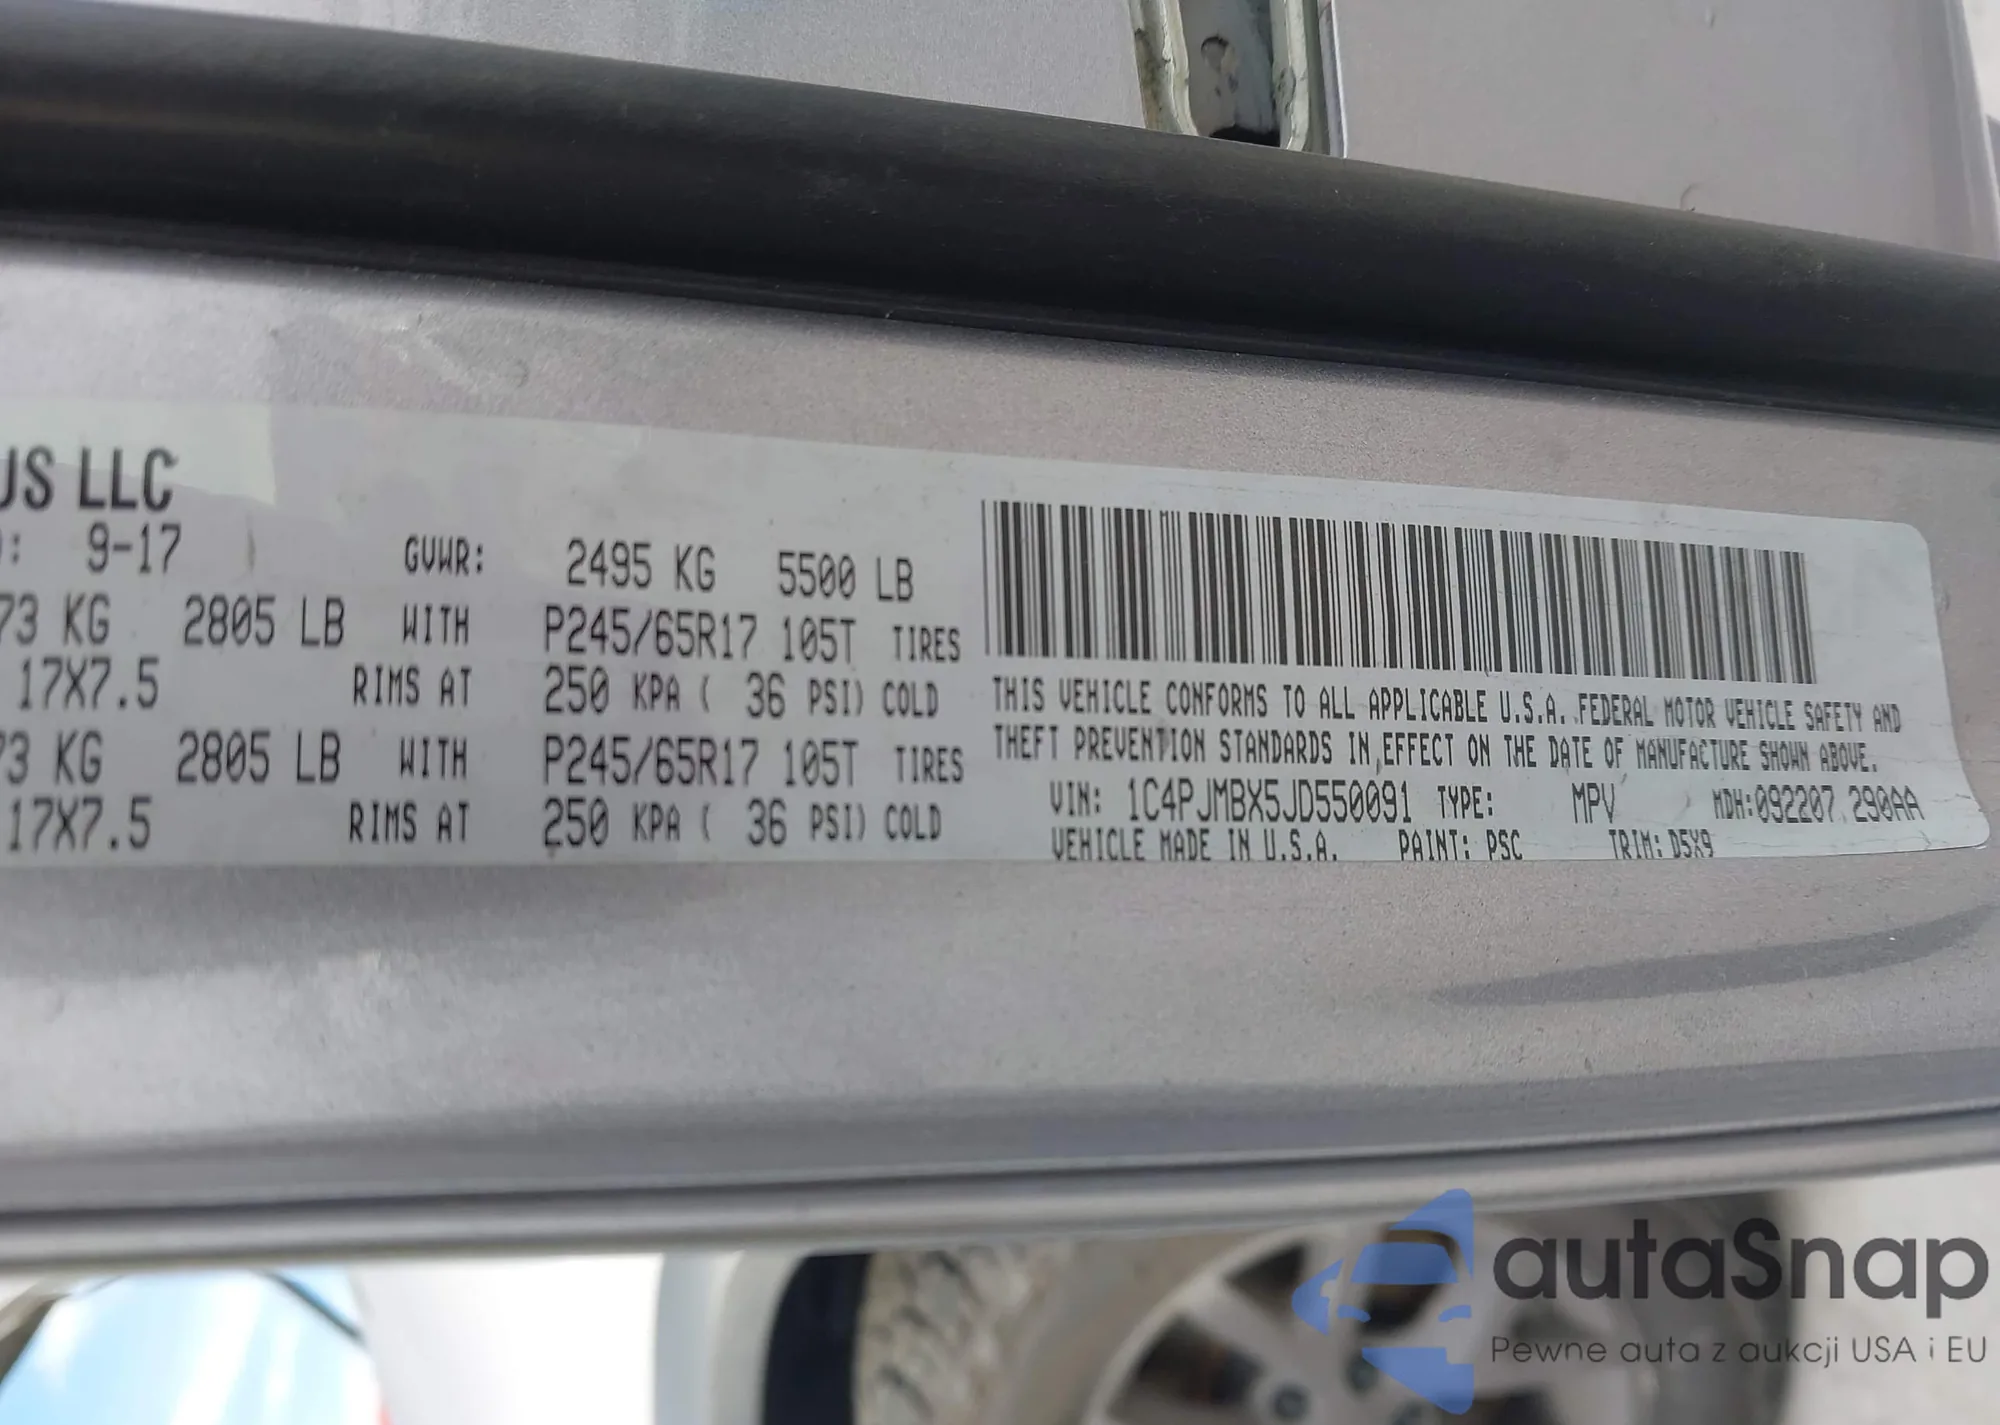 US LLC
: 9-17 GVWR: 2495 KG 5500 LB
73 KG 2805 LB WITH P245/65R17 105T TIRES
17X7.5 RIMS AT 250 KPA ( 36 PSI) COLD
73 KG 2805 LB WITH P245/65R17 105T TIRES
17X7.5 RIMS AT 250 KPA ( 36 PSI) COLD
THIS VEHICLE CONFORMS TO ALL APPLICABLE U.S.A. FEDERAL MOTOR VEHICLE SAFETY AND
THEFT PREVENTION STANDARDS IN EFFECT ON THE DATE OF MANUFACTURE SHOWN ABOVE.
VIN: 1C4PJMBX5JD550091 TYPE: MPV MDH:092207 290AA
VEHICLE MADE IN U.S.A. PAINT: PSC TRIM: D5X9
autaSnap
Pewne auta z aukcji USA i EU